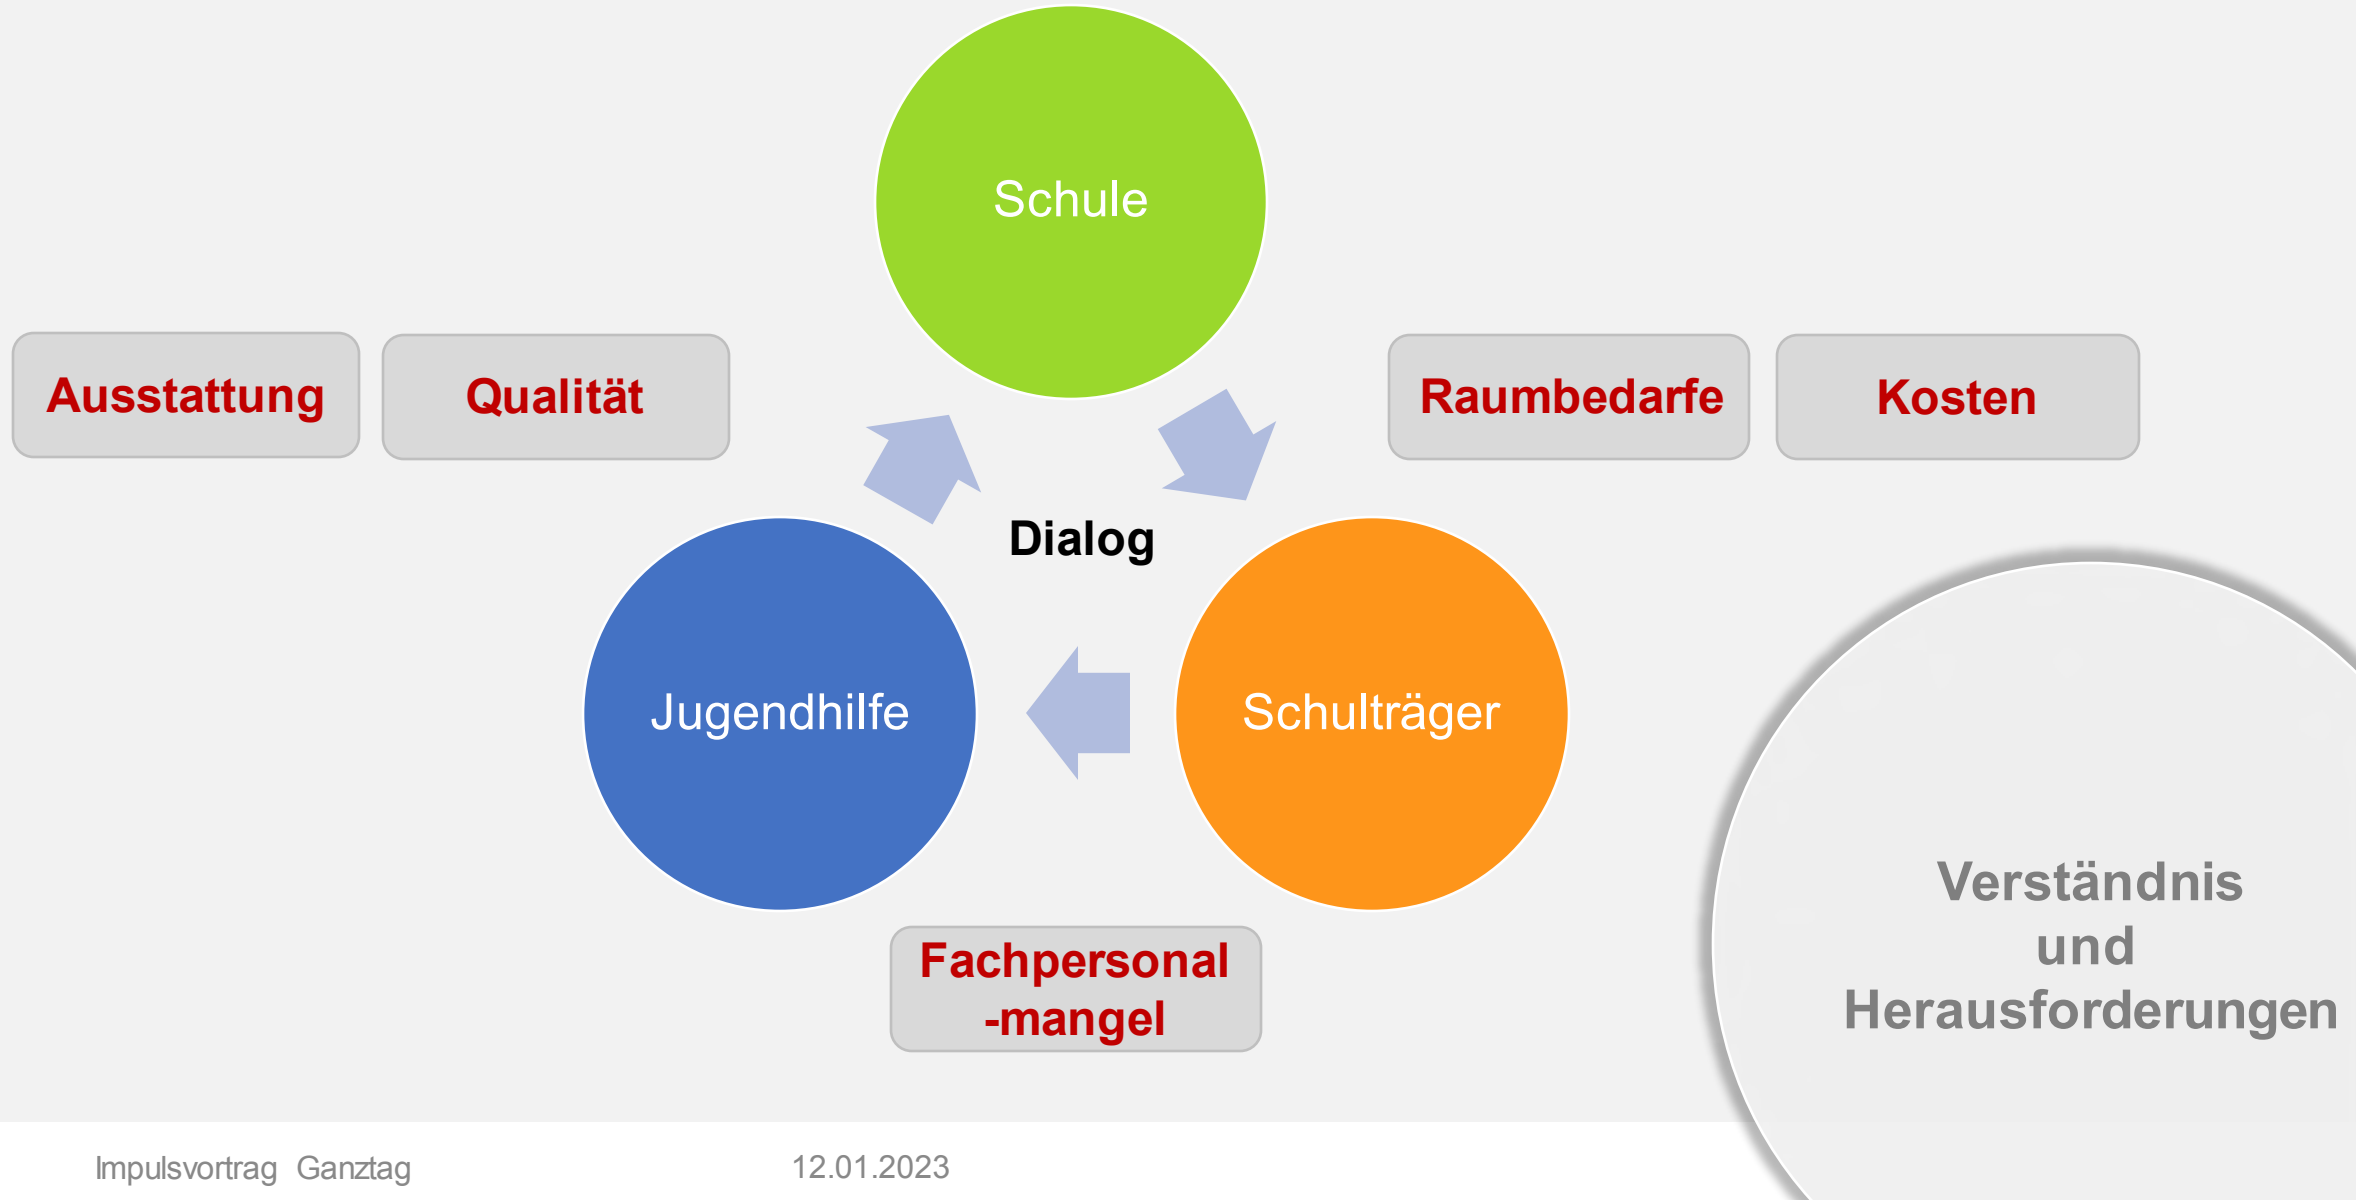 Schule
Ausstattung
Qualität
Raumbedarfe
Kosten
Dialog
Jugendhilfe
Schulträger
Fachpersonal
-mangel
Verständnis
und
Herausforderungen
Impulsvortrag Ganztag
12.01.2023